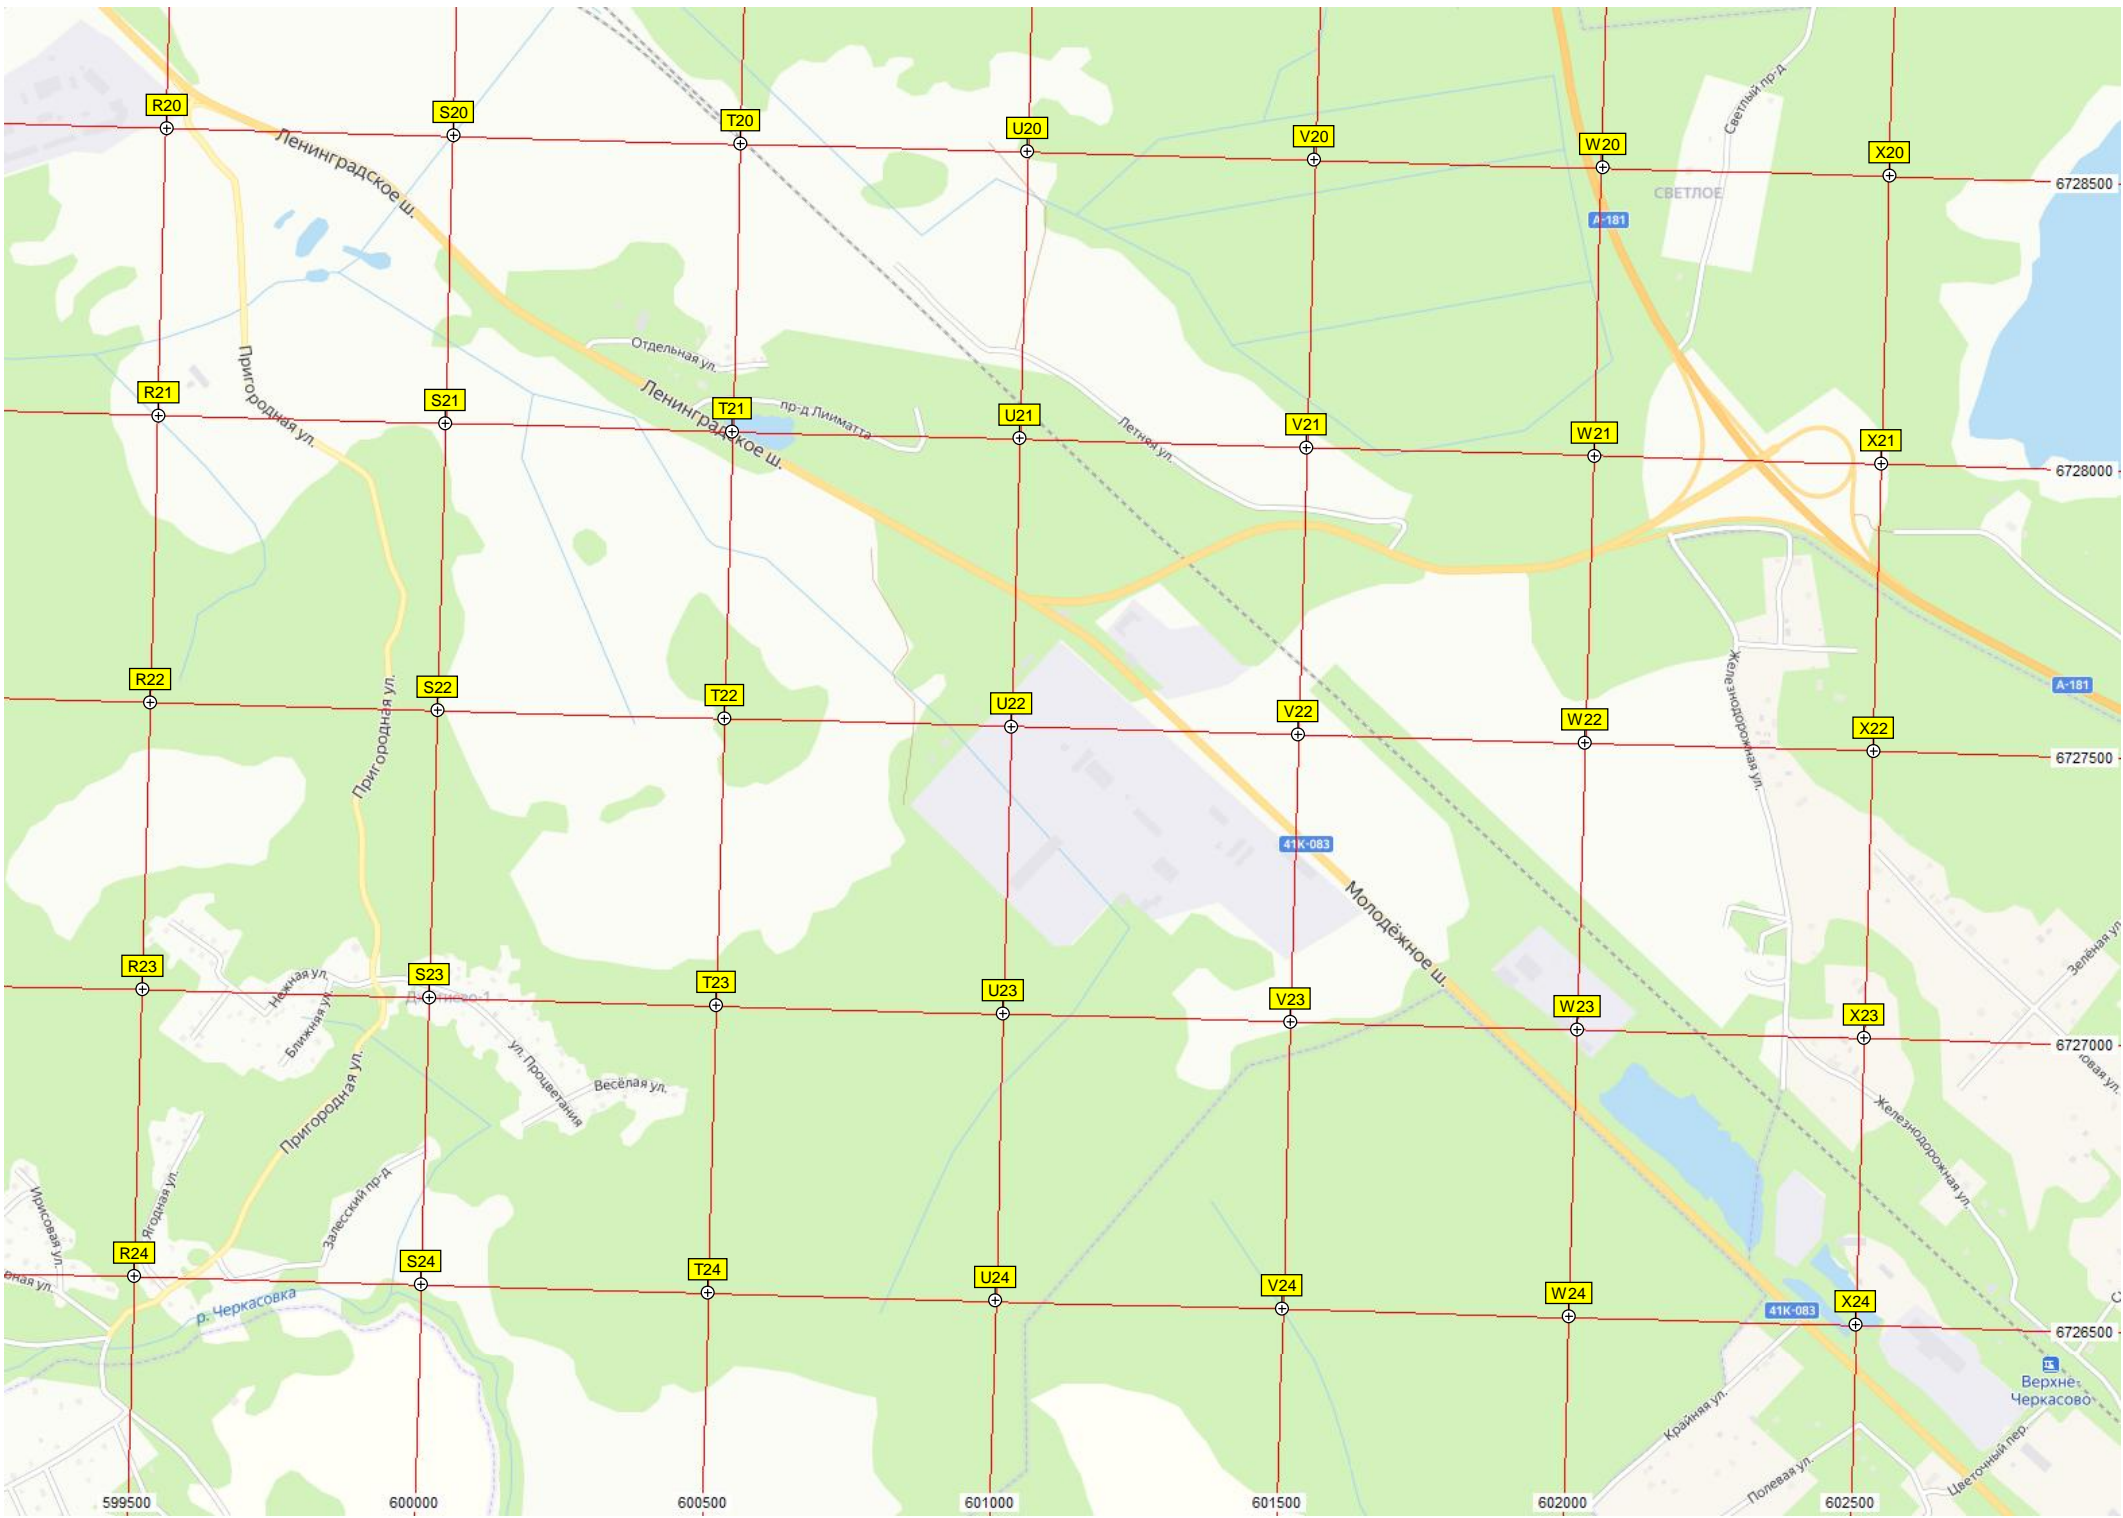 R20
S20
T20
U20
V20
W20
X20
Светлый пр-д
Ленинградское ш.
6728500
СВЕТЛОЕ
А-181
Отдельная ул.
Пригородная ул.
R21
S21
Ленинградское ш.
T21
пр-д Лииматта
U21
Летняя ул.
V21
W21
X21
6728000
R22
S22
T22
U22
V22
W22
X22
А-181
Железнодорожная ул.
Пригородная ул.
6727500
41К-083
Молодёжное ш.
Зелёная ул.
R23
Нежная ул.
S23
T23
U23
V23
W23
X23
Ближняя ул.
6727000
ул. Процветания
Весёлая ул.
Пригородная ул.
Железнодорожная ул.
Ягодная ул.
Залесский пр-д
Ирисовая ул.
R24
S24
T24
U24
V24
W24
X24
р. Черкасовка
41К-083
6726500
Верхне-
Черкасово
Крайняя ул.
Полевая ул.
Цветочный пер.
599500
600000
600500
601000
601500
602000
602500